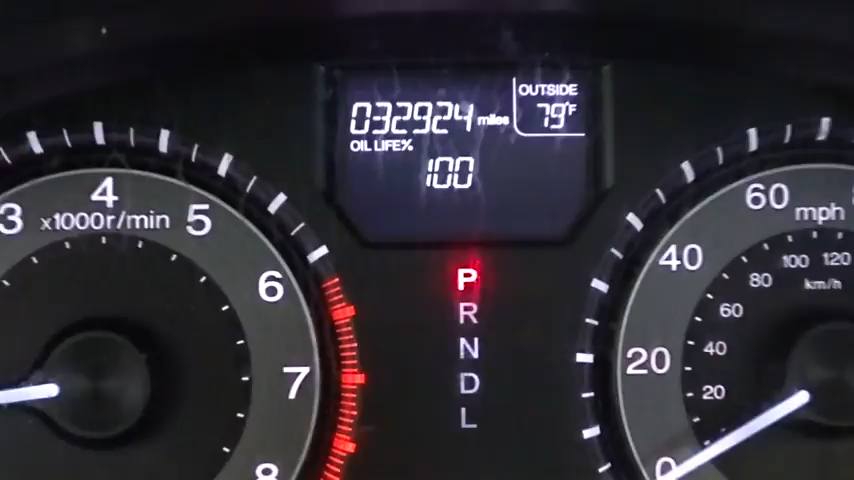 OUTSIDE
032924 miles 79°F
OIL LIFE%
100
3 4 5 6 7 8
x1000r/min
P
R
N
D
L
0 20 40 60
mph
20 40 60 80 100 120
km/h